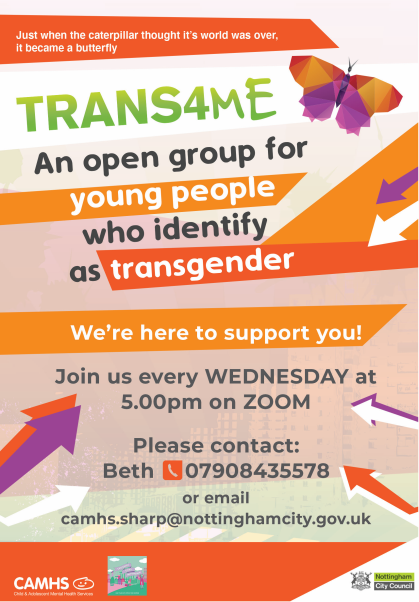 Just when the caterpillar thought it's world was over,
it became a butterfly
TRANS4ME
An open group for
young people
who identify
as transgender
We're here to support you!
Join us every WEDNESDAY at
5.00pm on ZOOM
Please contact:
Beth 07908435578
or email
camhs.sharp@nottinghamcity.gov.uk
CAMHS
Child & Adolescent Mental Health Services
Nottingham
City Council